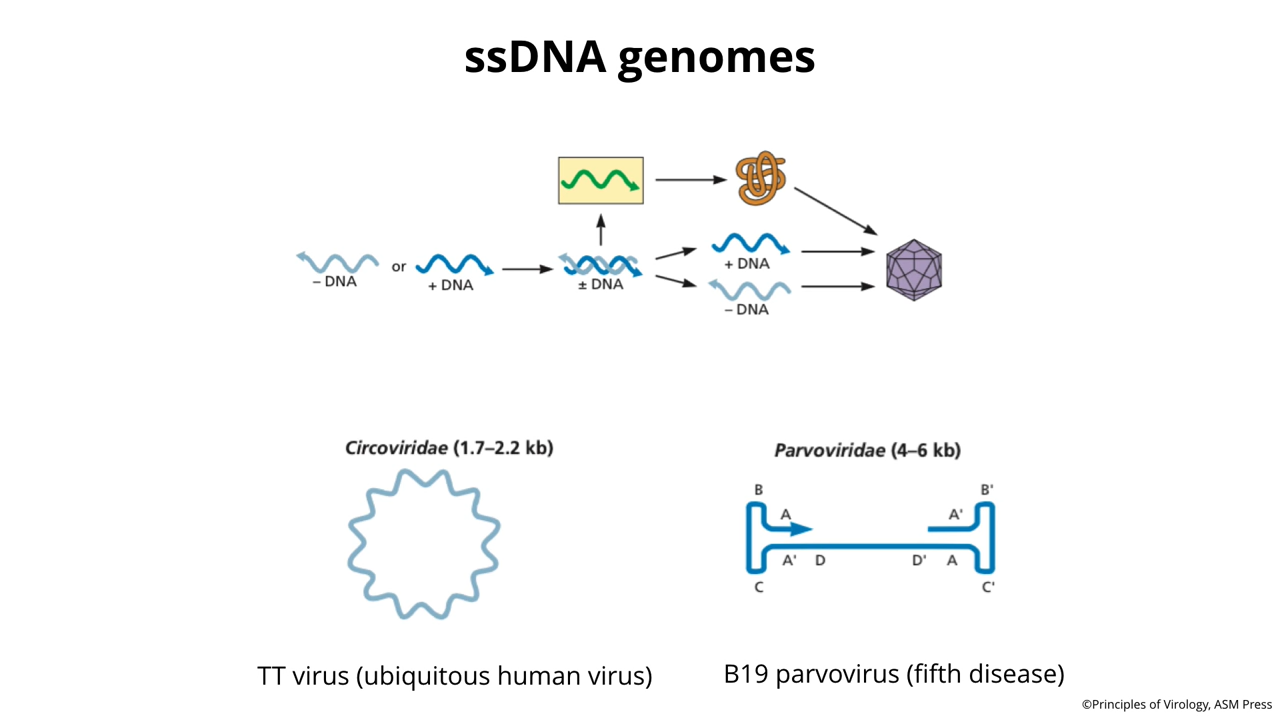 ssDNA genomes
– DNA
or
+ DNA
± DNA
+ DNA
– DNA
Circoviridae (1.7–2.2 kb)
Parvoviridae (4–6 kb)
B
B'
A
A'
A'
D
D'
A
C
C'
TT virus (ubiquitous human virus)
B19 parvovirus (fifth disease)
©Principles of Virology, ASM Press